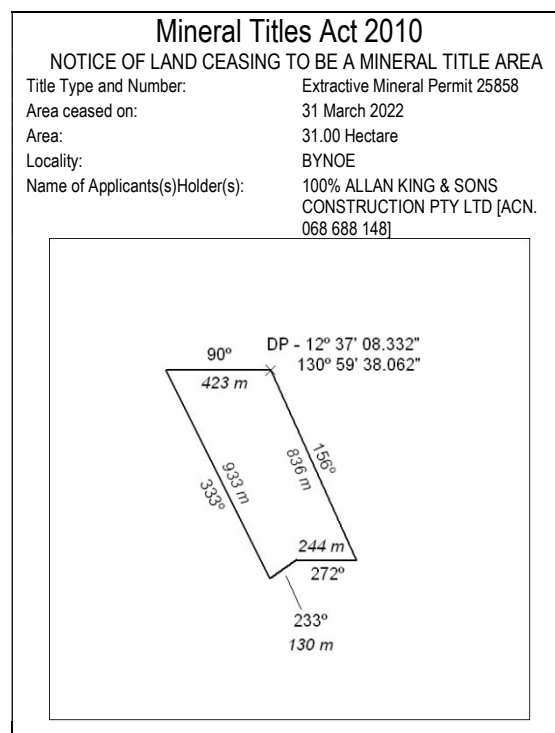 Mineral Titles Act 2010
NOTICE OF LAND CEASING TO BE A MINERAL TITLE AREA
Title Type and Number: Extractive Mineral Permit 25858
Area ceased on: 31 March 2022
Area: 31.00 Hectare
Locality: BYNOE
Name of Applicants(s)Holder(s): 100% ALLAN KING & SONS
CONSTRUCTION PTY LTD [ACN.
068 688 148]
DP - 12º 37' 08.332"
130º 59' 38.062"
90º
423 m
156º
836 m
933 m
333º
244 m
272º
233º
130 m